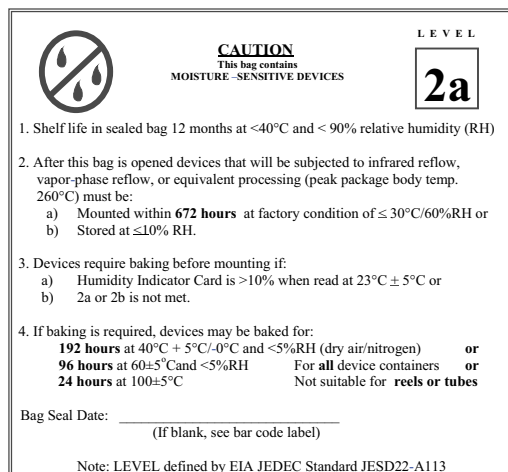 LEVEL
CAUTION
This bag contains
MOISTURE –SENSITIVE DEVICES
2a
1. Shelf life in sealed bag 12 months at <40°C and < 90% relative humidity (RH)
2. After this bag is opened devices that will be subjected to infrared reflow,
vapor-phase reflow, or equivalent processing (peak package body temp.
260°C) must be:
a) Mounted within 672 hours at factory condition of ≤ 30°C/60%RH or
b) Stored at ≤10% RH.
3. Devices require baking before mounting if:
a) Humidity Indicator Card is >10% when read at 23°C ± 5°C or
b) 2a or 2b is not met.
4. If baking is required, devices may be baked for:
192 hours at 40°C + 5°C/-0°C and <5%RH (dry air/nitrogen) or
96 hours at 60±5°Cand <5%RH For all device containers or
24 hours at 100±5°C Not suitable for reels or tubes
Bag Seal Date: ______________________________
(If blank, see bar code label)
Note: LEVEL defined by EIA JEDEC Standard JESD22-A113